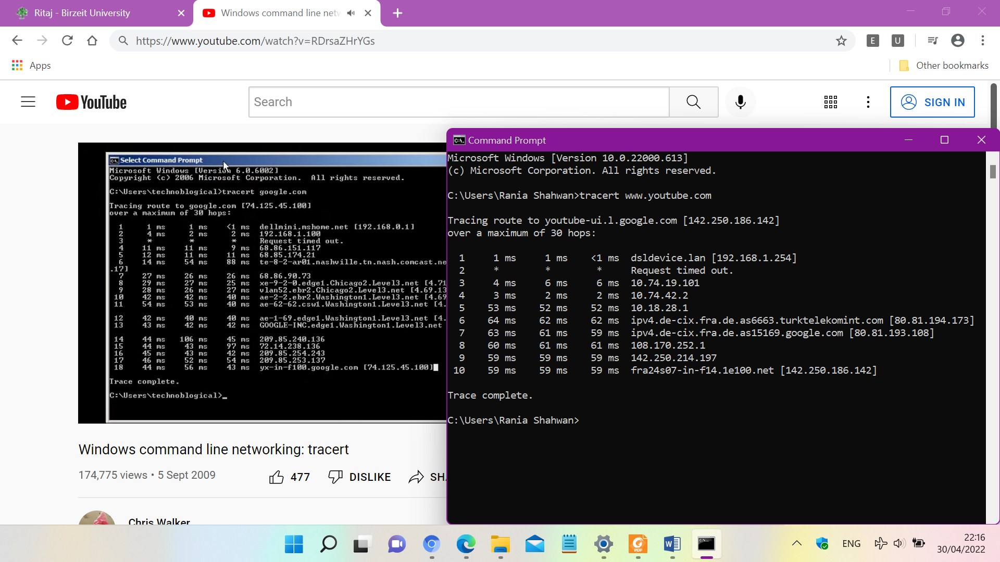 Ritaj - Birzeit University
Windows command line netw
https://www.youtube.com/watch?v=RDrsaZHrYGs
E
U
Apps
Other bookmarks
YouTube
Search
SIGN IN
Select Command Prompt
Microsoft Windows [Version 6.0.6002]
Copyright (c) 2006 Microsoft Corporation.  All rights reserved.
C:\Users\technoblogical>tracert google.com
Tracing route to google.com [74.125.45.100]
over a maximum of 30 hops:
1 1 ms 1 ms <1 ms dellmini.mshome.net [192.168.0.1]
2 4 ms 2 ms 2 ms 192.168.1.100
3 * * * Request timed out.
4 11 ms 11 ms 9 ms 68.86.151.117
5 12 ms 11 ms 11 ms 68.85.174.21
6 14 ms 54 ms 88 ms te-8-2-ar01.nashville.tn.nash.comcast.ne
.17]
7 27 ms 26 ms 26 ms 68.86.90.73
8 29 ms 27 ms 25 ms xe-9-2-0.edge1.Chicago2.Level3.net [4.71
9 28 ms 26 ms 27 ms vlan52.ebr2.Chicago2.Level3.net [4.69.13
10 42 ms 42 ms 40 ms ae-2-2.ebr2.Washington1.Level3.net [4.69
11 54 ms 53 ms 40 ms ae-62-62.csw1.Washington1.Level3.net [4.
12 42 ms 40 ms 40 ms ae-1-69.edge1.Washington1.Level3.net [4.
13 43 ms 42 ms 42 ms GOOGLE-INC.edge1.Washington1.Level3.net
14 44 ms 106 ms 45 ms 209.85.240.136
15 44 ms 43 ms 97 ms 72.14.238.136
16 45 ms 43 ms 42 ms 209.85.254.243
17 46 ms 52 ms 54 ms 209.85.253.137
18 44 ms 56 ms 43 ms yx-in-f100.google.com [74.125.45.100]
Trace complete.
C:\Users\technoblogical>_
Windows command line networking: tracert
174,775 views • 5 Sept 2009
477
DISLIKE
SHA
Chris Walker
Command Prompt
Microsoft Windows [Version 10.0.22000.613]
(c) Microsoft Corporation. All rights reserved.
C:\Users\Rania Shahwan>tracert www.youtube.com
Tracing route to youtube-ui.l.google.com [142.250.186.142]
over a maximum of 30 hops:
1 1 ms 1 ms <1 ms dsldevice.lan [192.168.1.254]
2 * * * Request timed out.
3 4 ms 6 ms 6 ms 10.74.19.101
4 3 ms 2 ms 2 ms 10.74.42.2
5 53 ms 52 ms 52 ms 10.18.28.1
6 64 ms 62 ms 62 ms ipv4.de-cix.fra.de.as6663.turktelekomint.com [80.81.194.173]
7 63 ms 61 ms 59 ms ipv4.de-cix.fra.de.as15169.google.com [80.81.193.108]
8 60 ms 61 ms 61 ms 108.170.252.1
9 59 ms 59 ms 59 ms 142.250.214.197
10 59 ms 59 ms 59 ms fra24s07-in-f14.1e100.net [142.250.186.142]
Trace complete.
C:\Users\Rania Shahwan>
PDF
W
ENG
22:16
30/04/2022